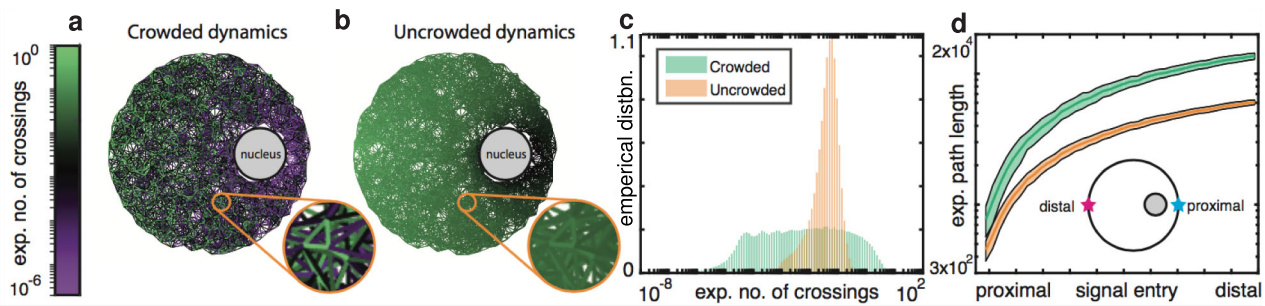 a
Crowded dynamics
exp. no. of crossings
10^0
10^-6
nucleus
b
Uncrowded dynamics
nucleus
c
emperical distbn.
1.1
0
Crowded
Uncrowded
10^-8
exp. no. of crossings
10^2
d
exp. path length
2x10^4
3x10^2
distal
proximal
proximal
signal entry
distal